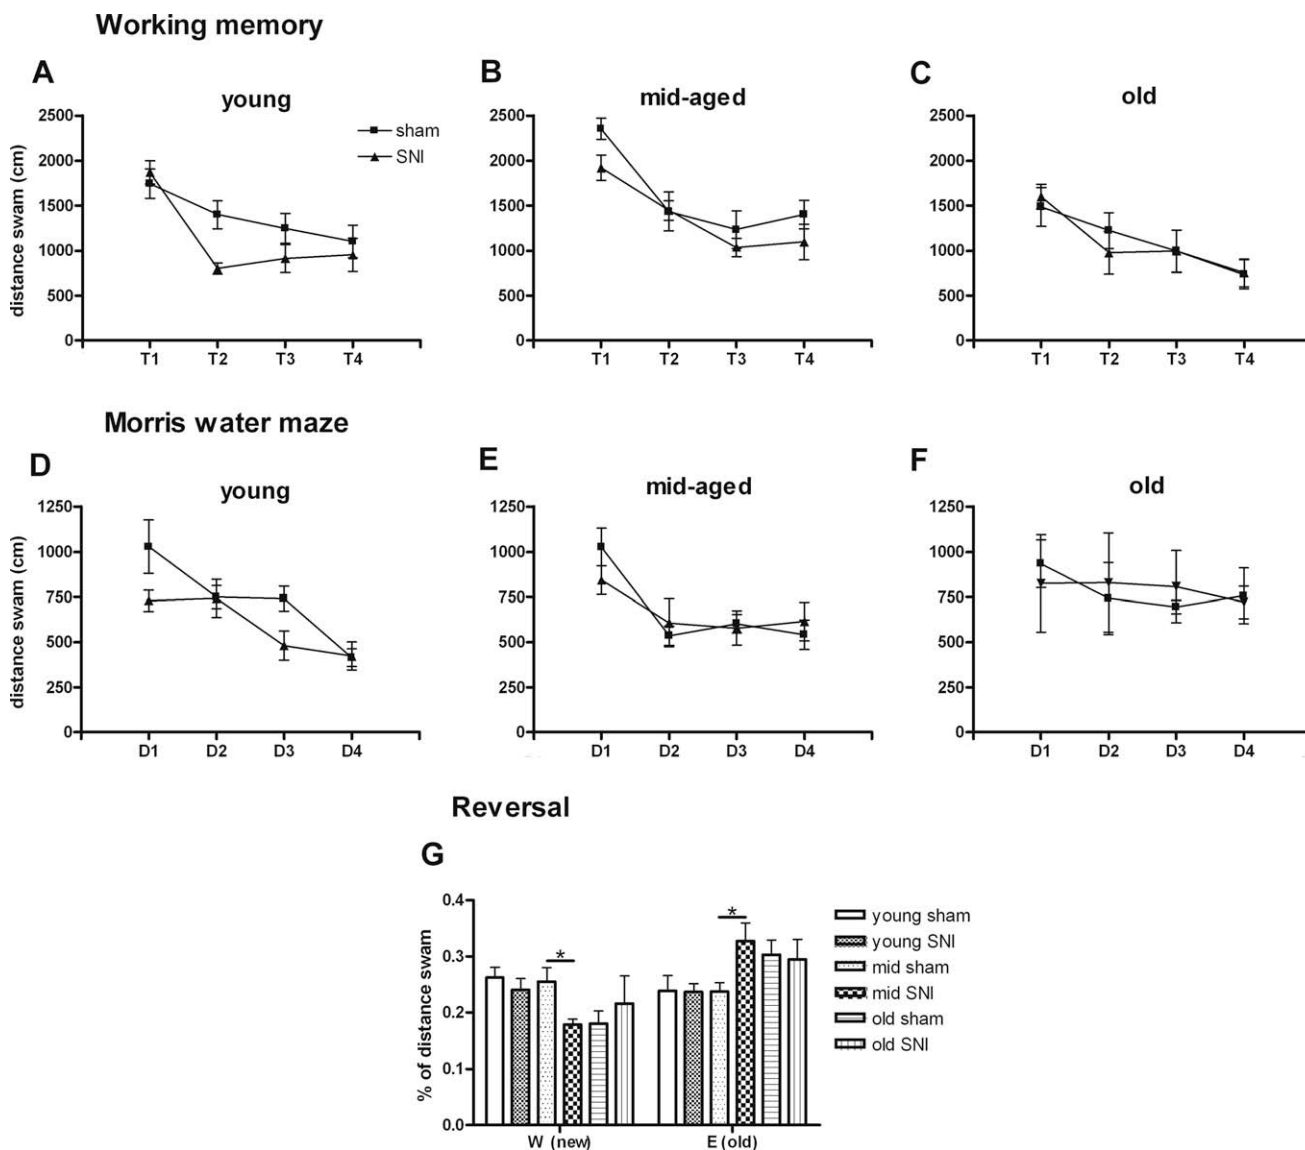 Working memory
A
young
2500
2000
1500
1000
500
0
distance swam (cm)
T1 T2 T3 T4
sham
SNI
B
mid-aged
2500
2000
1500
1000
500
0
T1 T2 T3 T4
C
old
2500
2000
1500
1000
500
0
T1 T2 T3 T4
Morris water maze
D
young
1250
1000
750
500
250
0
distance swam (cm)
D1 D2 D3 D4
E
mid-aged
1250
1000
750
500
250
0
D1 D2 D3 D4
F
old
1250
1000
750
500
250
0
D1 D2 D3 D4
Reversal
G
0.4
0.3
0.2
0.1
0.0
% of distance swam
*
*
W (new) E (old)
young sham
young SNI
mid sham
mid SNI
old sham
old SNI